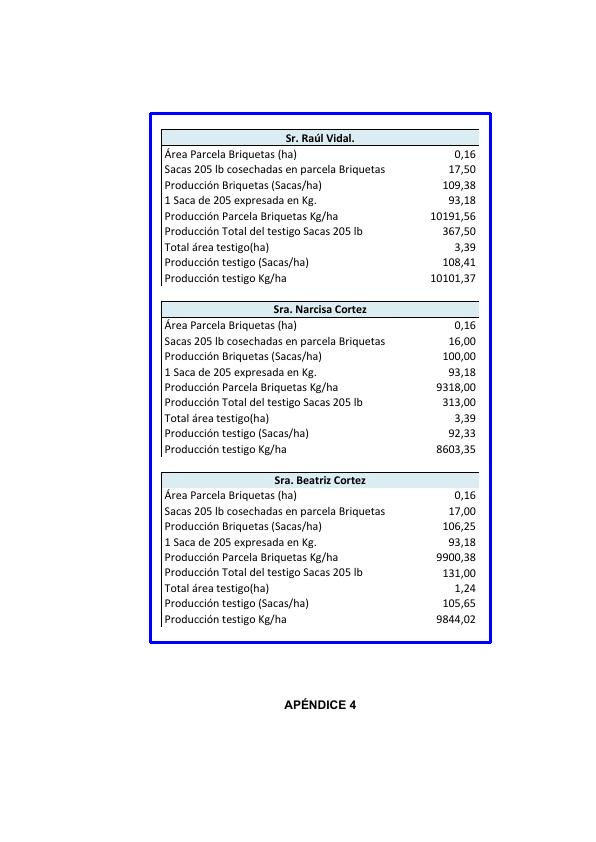 Sr. Raúl Vidal.
Área Parcela Briquetas (ha) 0,16
Sacas 205 lb cosechadas en parcela Briquetas 17,50
Producción Briquetas (Sacas/ha) 109,38
1 Saca de 205 expresada en Kg. 93,18
Producción Parcela Briquetas Kg/ha 10191,56
Producción Total del testigo Sacas 205 lb 367,50
Total área testigo(ha) 3,39
Producción testigo (Sacas/ha) 108,41
Producción testigo Kg/ha 10101,37
Sra. Narcisa Cortez
Área Parcela Briquetas (ha) 0,16
Sacas 205 lb cosechadas en parcela Briquetas 16,00
Producción Briquetas (Sacas/ha) 100,00
1 Saca de 205 expresada en Kg. 93,18
Producción Parcela Briquetas Kg/ha 9318,00
Producción Total del testigo Sacas 205 lb 313,00
Total área testigo(ha) 3,39
Producción testigo (Sacas/ha) 92,33
Producción testigo Kg/ha 8603,35
Sra. Beatriz Cortez
Área Parcela Briquetas (ha) 0,16
Sacas 205 lb cosechadas en parcela Briquetas 17,00
Producción Briquetas (Sacas/ha) 106,25
1 Saca de 205 expresada en Kg. 93,18
Producción Parcela Briquetas Kg/ha 9900,38
Producción Total del testigo Sacas 205 lb 131,00
Total área testigo(ha) 1,24
Producción testigo (Sacas/ha) 105,65
Producción testigo Kg/ha 9844,02
APÉNDICE 4